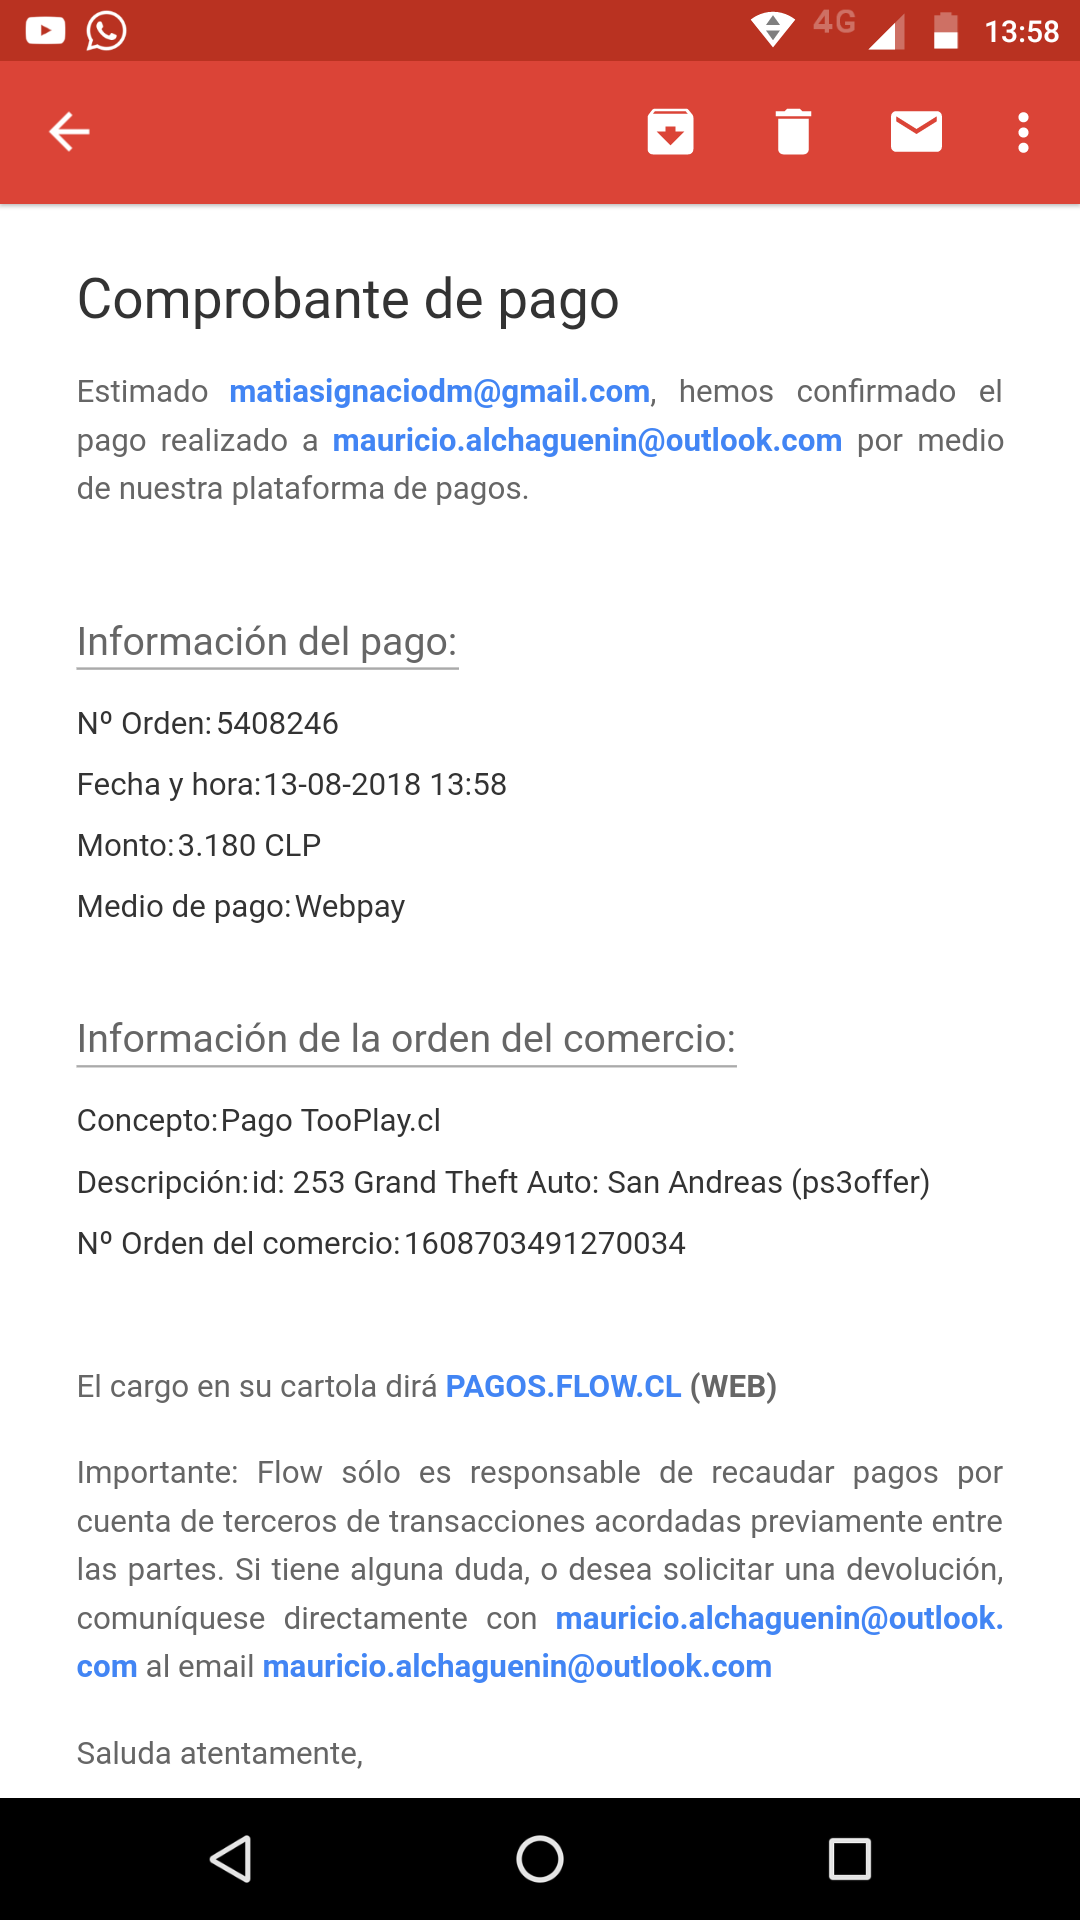 4G 13:58
Comprobante de pago
Estimado matiasignaciodm@gmail.com, hemos confirmado el
pago realizado a mauricio.alchaguenin@outlook.com por medio
de nuestra plataforma de pagos.
Información del pago:
Nº Orden: 5408246
Fecha y hora: 13-08-2018 13:58
Monto: 3.180 CLP
Medio de pago: Webpay
Información de la orden del comercio:
Concepto: Pago TooPlay.cl
Descripción: id: 253 Grand Theft Auto: San Andreas (ps3offer)
Nº Orden del comercio: 1608703491270034
El cargo en su cartola dirá PAGOS.FLOW.CL (WEB)
Importante: Flow sólo es responsable de recaudar pagos por
cuenta de terceros de transacciones acordadas previamente entre
las partes. Si tiene alguna duda, o desea solicitar una devolución,
comuníquese directamente con mauricio.alchaguenin@outlook.
com al email mauricio.alchaguenin@outlook.com
Saluda atentamente,